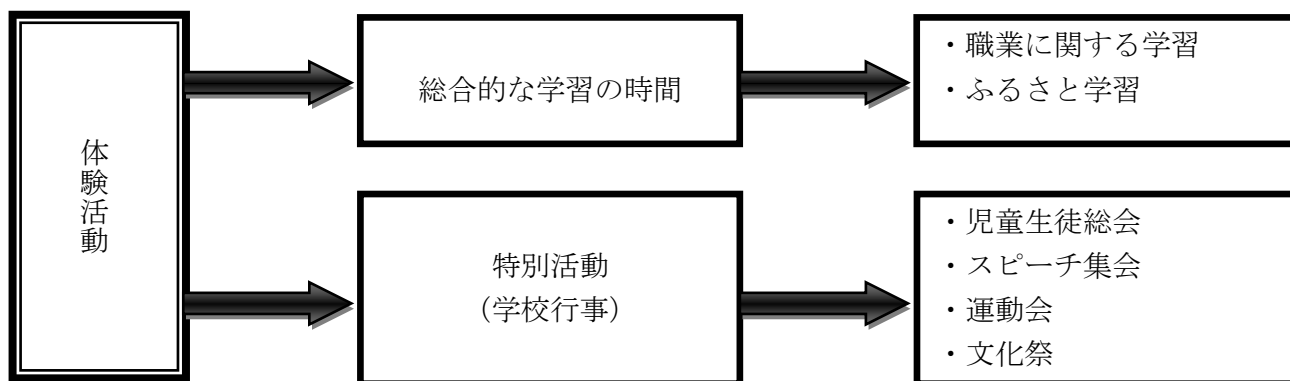 体験活動
総合的な学習の時間
・職業に関する学習
・ふるさと学習
特別活動
（学校行事）
・児童生徒総会
・スピーチ集会
・運動会
・文化祭